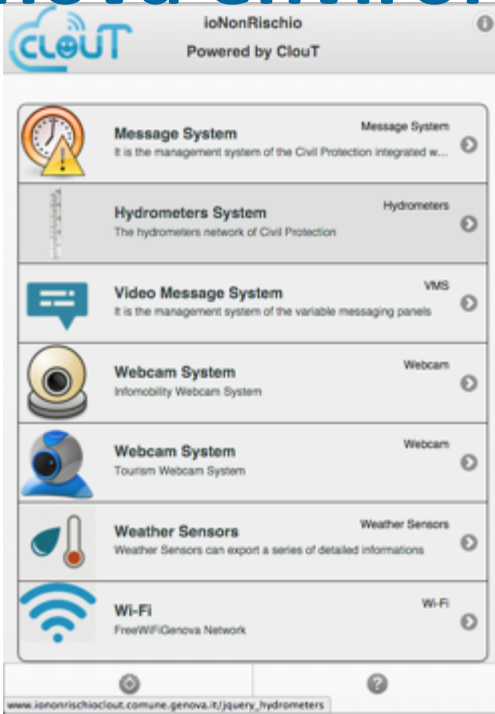 ioNonRischio
ClouT
Powered by ClouT
Message System
Message System
It is the management system of the Civil Protection integrated w...
Hydrometers
Hydrometers System
The hydrometers network of Civil Protection
VMS
Video Message System
It is the management system of the variable messaging panels
Webcam
Webcam System
Infomobility Webcam System
Webcam
Webcam System
Tourism Webcam System
Weather Sensors
Weather Sensors
Weather Sensors can export a series of detailed informations
Wi-Fi
Wi-Fi
FreeWiFiGenova Network
www.iononrischioclout.comune.genova.it/jquery_hydrometers